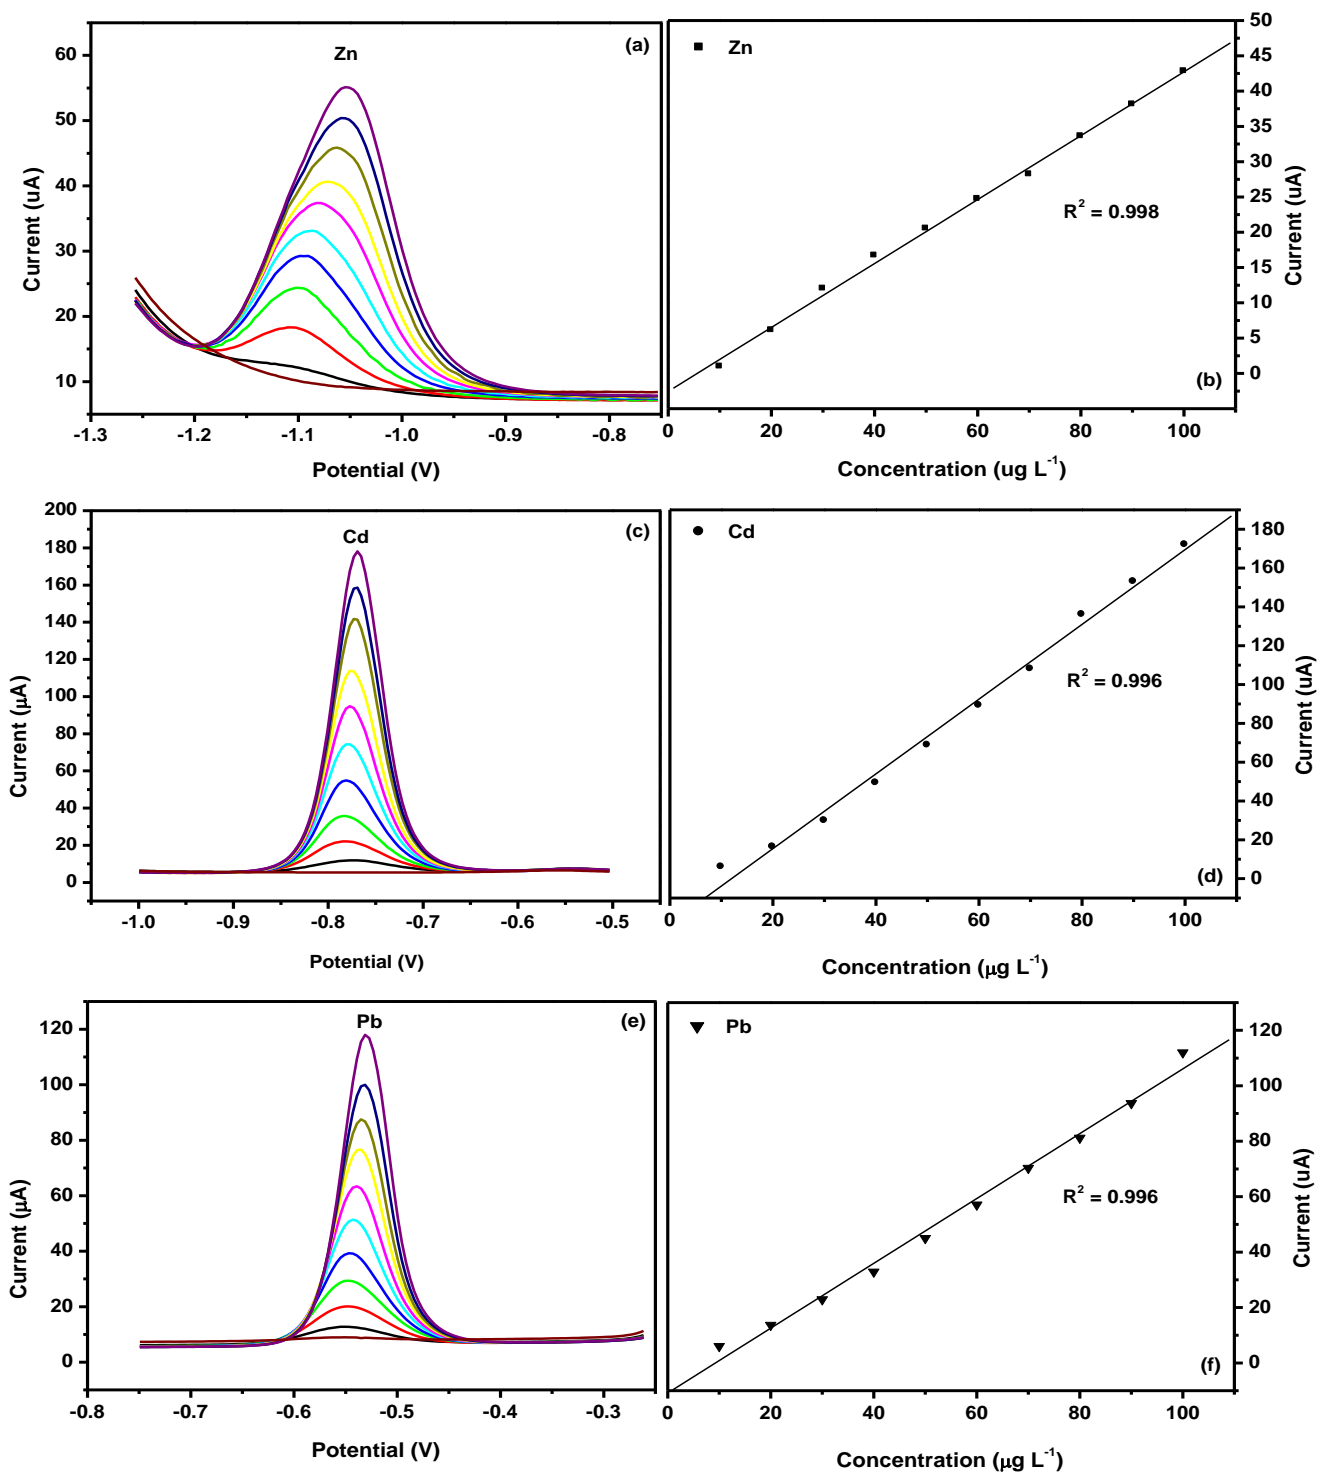 (a)
Zn
60
50
40
30
20
10
Current (uA)
-1.3 -1.2 -1.1 -1.0 -0.9 -0.8
Potential (V)
Zn
50
45
40
35
30
25
20
15
10
5
0
Current (uA)
R² = 0.998
(b)
0 20 40 60 80 100
Concentration (ug L⁻¹)
(c)
Cd
200
180
160
140
120
100
80
60
40
20
0
Current (μA)
-1.0 -0.9 -0.8 -0.7 -0.6 -0.5
Potential (V)
Cd
180
160
140
120
100
80
60
40
20
0
Current (uA)
R² = 0.996
(d)
0 20 40 60 80 100
Concentration (μg L⁻¹)
(e)
Pb
120
100
80
60
40
20
0
Current (μA)
-0.8 -0.7 -0.6 -0.5 -0.4 -0.3
Potential (V)
Pb
120
100
80
60
40
20
0
Current (uA)
R² = 0.996
(f)
0 20 40 60 80 100
Concentration (μg L⁻¹)